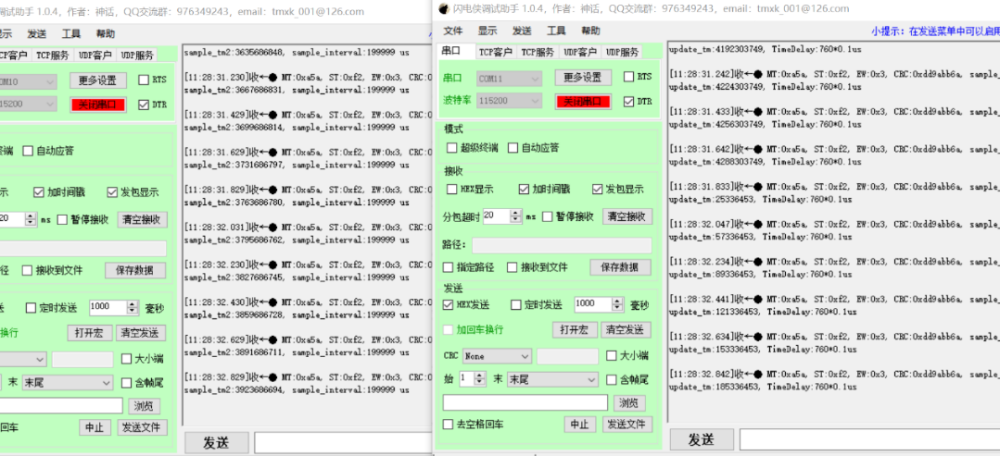 调试助手 1.0.4, 作者: 神话, QQ交流群: 976349243, email: tmxk_001@126.com
示 发送 工具 帮助
TCP客户 TCP服务 UDP客户 UDP服务
OM10 更多设置 RTS
15200 关闭串口 DTR
终端 自动应答
示 加时间戳 发包显示
20 ms 暂停接收 清空接收
径 接收到文件 保存数据
送 定时发送 1000 毫秒
换行 打开宏 清空发送
大小端
末 末尾 含帧尾
浏览
回车 中止 发送文件
sample_tm2:3635686848, sample_interval:199999 us
[11:28:31.230]收←● MT:0xa5a, ST:0xf2, EW:0x3, CRC:0
sample_tm2:3667686831, sample_interval:199999 us
[11:28:31.429]收←● MT:0xa5a, ST:0xf2, EW:0x3, CRC:0
sample_tm2:3699686814, sample_interval:199999 us
[11:28:31.629]收←● MT:0xa5a, ST:0xf2, EW:0x3, CRC:0
sample_tm2:3731686797, sample_interval:199999 us
[11:28:31.829]收←● MT:0xa5a, ST:0xf2, EW:0x3, CRC:0
sample_tm2:3763686780, sample_interval:199999 us
[11:28:32.031]收←● MT:0xa5a, ST:0xf2, EW:0x3, CRC:0
sample_tm2:3795686762, sample_interval:199999 us
[11:28:32.230]收←● MT:0xa5a, ST:0xf2, EW:0x3, CRC:0
sample_tm2:3827686745, sample_interval:199999 us
[11:28:32.430]收←● MT:0xa5a, ST:0xf2, EW:0x3, CRC:0
sample_tm2:3859686728, sample_interval:199999 us
[11:28:32.629]收←● MT:0xa5a, ST:0xf2, EW:0x3, CRC:0
sample_tm2:3891686711, sample_interval:199999 us
[11:28:32.829]收←● MT:0xa5a, ST:0xf2, EW:0x3, CRC:0
sample_tm2:3923686694, sample_interval:199999 us
发送
闪电侠调试助手 1.0.4, 作者: 神话, QQ交流群: 976349243, email: tmxk_001@126.com
文件 显示 发送 工具 帮助 小提示: 在发送菜单中可以启用
串口 TCP客户 TCP服务 UDP客户 UDP服务
串口 COM11 更多设置 RTS
波特率 115200 关闭串口 DTR
模式
超级终端 自动应答
接收
HEX显示 加时间戳 发包显示
分包超时 20 ms 暂停接收 清空接收
路径:
指定路径 接收到文件 保存数据
发送
HEX发送 定时发送 1000 毫秒
加回车换行 打开宏 清空发送
CRC None 大小端
始 1 末 末尾 含帧尾
浏览
去空格回车 中止 发送文件
update_tm:4192303749, TimeDelay:760*0.1us
[11:28:31.242]收←● MT:0xa5a, ST:0xf2, EW:0x3, CRC:0xdd9abb6a, sample_
update_tm:4224303749, TimeDelay:760*0.1us
[11:28:31.433]收←● MT:0xa5a, ST:0xf2, EW:0x3, CRC:0xdd9abb6a, sample_
update_tm:4256303749, TimeDelay:760*0.1us
[11:28:31.642]收←● MT:0xa5a, ST:0xf2, EW:0x3, CRC:0xdd9abb6a, sample_
update_tm:4288303749, TimeDelay:760*0.1us
[11:28:31.833]收←● MT:0xa5a, ST:0xf2, EW:0x3, CRC:0xdd9abb6a, sample_
update_tm:25336453, TimeDelay:760*0.1us
[11:28:32.047]收←● MT:0xa5a, ST:0xf2, EW:0x3, CRC:0xdd9abb6a, sample_
update_tm:57336453, TimeDelay:760*0.1us
[11:28:32.234]收←● MT:0xa5a, ST:0xf2, EW:0x3, CRC:0xdd9abb6a, sample_
update_tm:89336453, TimeDelay:760*0.1us
[11:28:32.441]收←● MT:0xa5a, ST:0xf2, EW:0x3, CRC:0xdd9abb6a, sample_
update_tm:121336453, TimeDelay:760*0.1us
[11:28:32.634]收←● MT:0xa5a, ST:0xf2, EW:0x3, CRC:0xdd9abb6a, sample_
update_tm:153336453, TimeDelay:760*0.1us
[11:28:32.842]收←● MT:0xa5a, ST:0xf2, EW:0x3, CRC:0xdd9abb6a, sample_
update_tm:185336453, TimeDelay:760*0.1us
发送